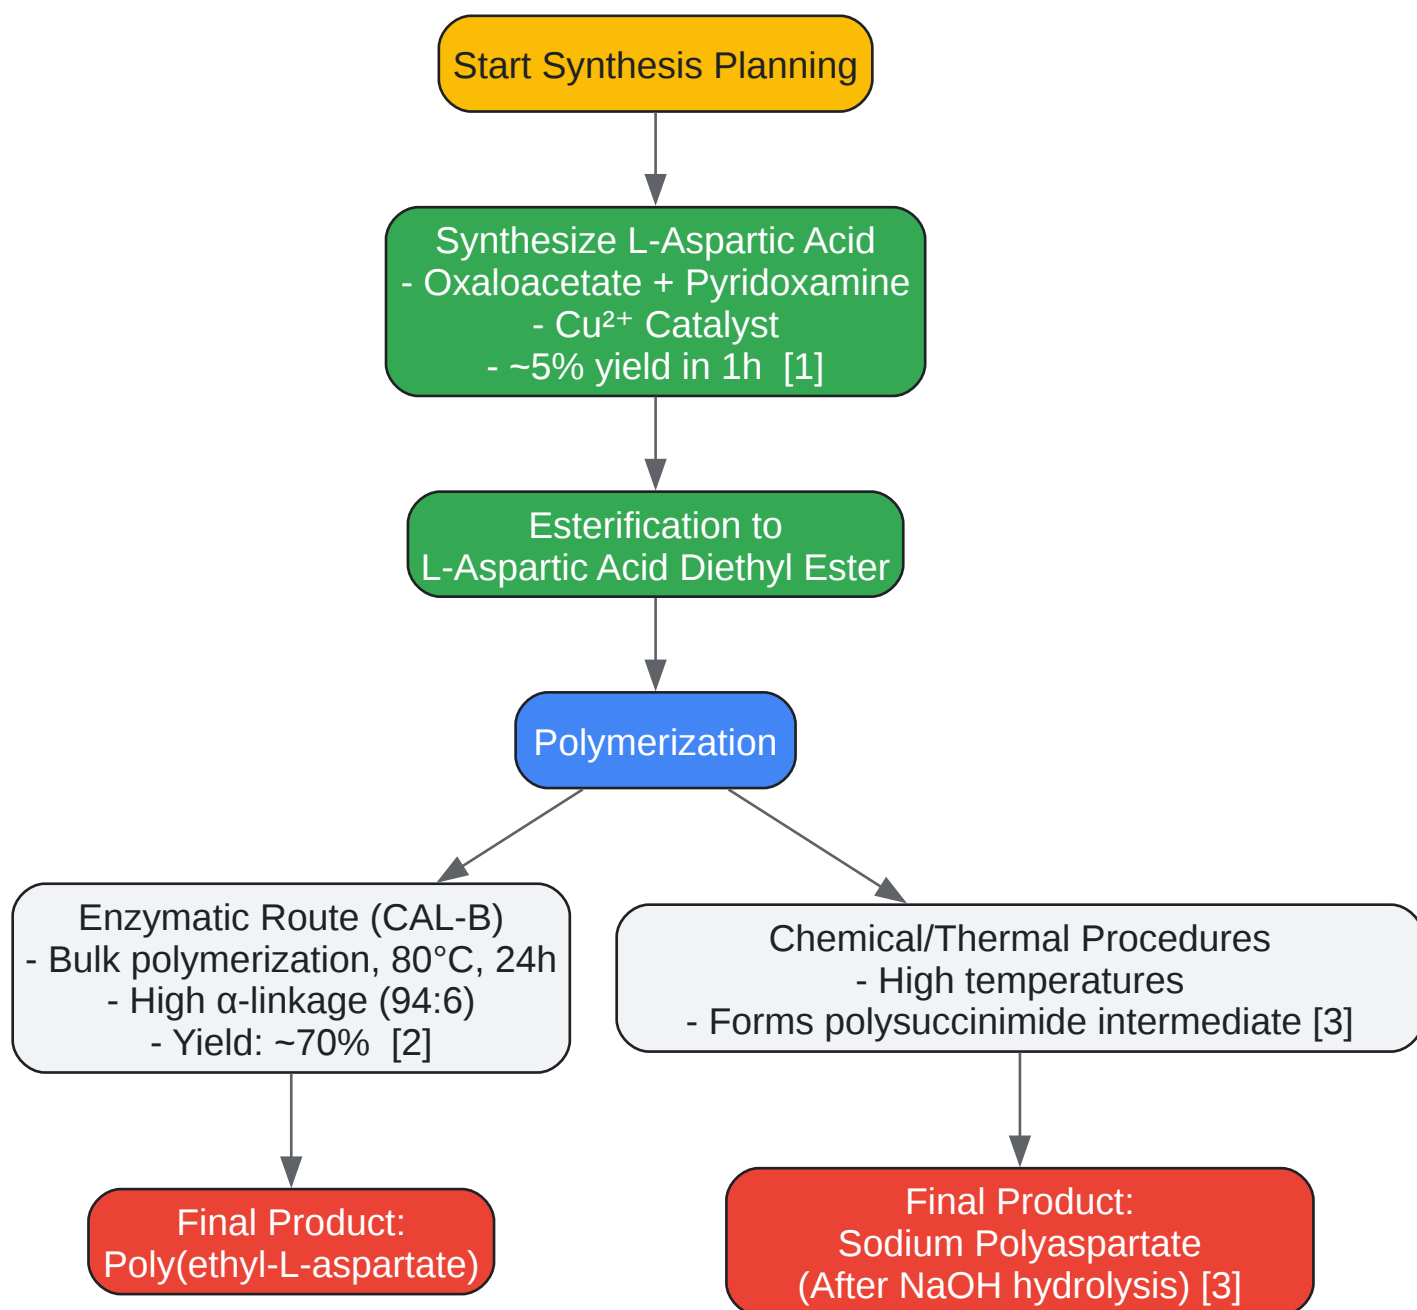 Start Synthesis Planning
Synthesize L-Aspartic Acid
- Oxaloacetate + Pyridoxamine
- Cu²⁺ Catalyst
- ~5% yield in 1h [1]
Esterification to
L-Aspartic Acid Diethyl Ester
Polymerization
Enzymatic Route (CAL-B)
- Bulk polymerization, 80°C, 24h
- High α-linkage (94:6)
- Yield: ~70% [2]
Chemical/Thermal Procedures
- High temperatures
- Forms polysuccinimide intermediate [3]
Final Product:
Poly(ethyl-L-aspartate)
Final Product:
Sodium Polyaspartate
(After NaOH hydrolysis) [3]